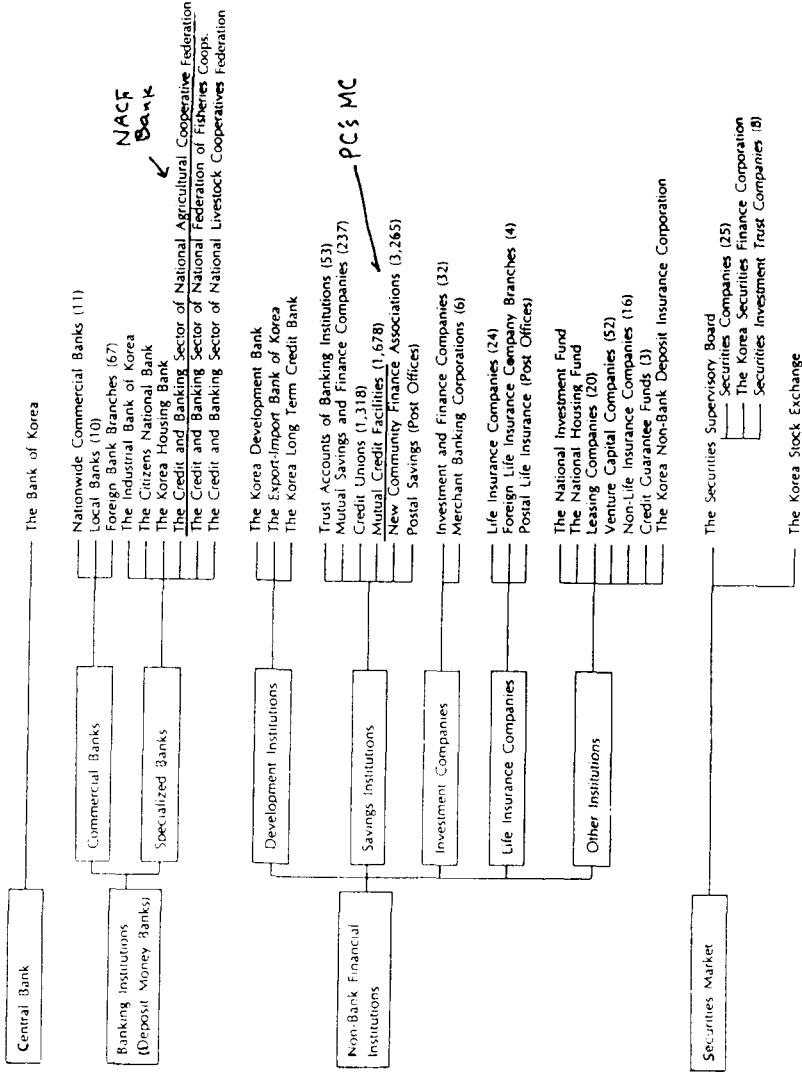 Central Bank
The Bank of Korea
Banking Institutions
(Deposit Money Banks)
Commercial Banks
Nationwide Commercial Banks (11)
Local Banks (10)
Foreign Bank Branches (67)
Specialized Banks
The Industrial Bank of Korea
The Citizens National Bank
The Korea Housing Bank
The Credit and Banking Sector of National Agricultural Cooperative Federation
The Credit and Banking Sector of National Federation of Fisheries Coops.
The Credit and Banking Sector of National Livestock Cooperatives Federation
NACF
Bank
Non-Bank Financial
Institutions
Development Institutions
The Korea Development Bank
The Export-Import Bank of Korea
The Korea Long Term Credit Bank
Savings Institutions
Trust Accounts of Banking Institutions (53)
Mutual Savings and Finance Companies (237)
Credit Unions (1,318)
Mutual Credit Facilities (1,678)
New Community Finance Associations (3,265)
Postal Savings (Post Offices)
PC's MC
Investment Companies
Investment and Finance Companies (32)
Merchant Banking Corporations (6)
Life Insurance Companies
Life Insurance Companies (24)
Foreign Life Insurance Company Branches (4)
Postal Life Insurance (Post Offices)
Other Institutions
The National Investment Fund
The National Housing Fund
Leasing Companies (20)
Venture Capital Companies (52)
Non-Life Insurance Companies (16)
Credit Guarantee Funds (3)
The Korea Non-Bank Deposit Insurance Corporation
Securities Market
The Securities Supervisory Board
Securities Companies (25)
The Korea Securities Finance Corporation
Securities Investment Trust Companies (8)
The Korea Stock Exchange